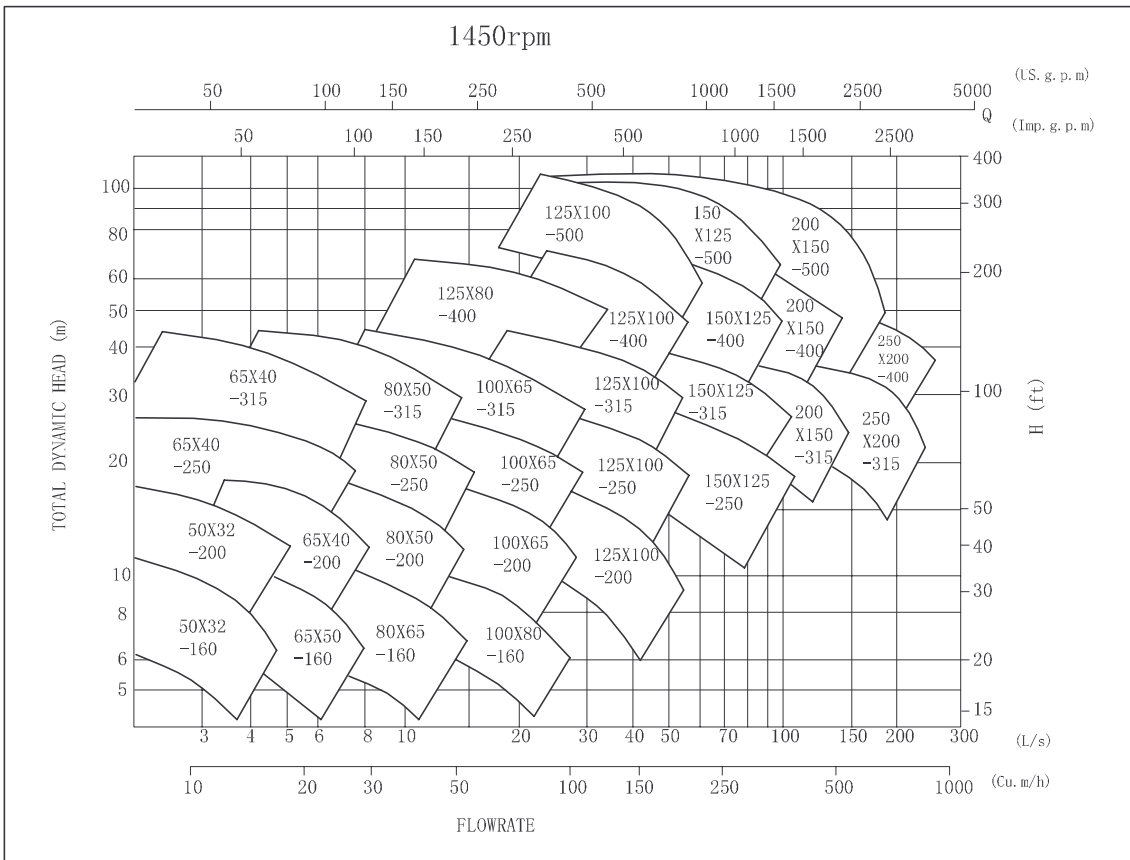 1450rpm
50 100 150 250 500 1000 1500 2500 5000 (US. g. p. m)
Q
50 100 150 250 500 1000 1500 2500 (Imp. g. p. m)
TOTAL DYNAMIC HEAD (m)
100
80
60
50
40
30
20
10
8
6
5
400
300
200
100
50
40
30
20
15
H (ft)
125X100
-500
150
X125
-500
200
X150
-500
125X80
-400
125X100
-400
150X125
-400
200
X150
-400
250
X200
-400
65X40
-315
80X50
-315
100X65
-315
125X100
-315
150X125
-315
200
X150
-315
250
X200
-315
65X40
-250
80X50
-250
100X65
-250
125X100
-250
150X125
-250
50X32
-200
65X40
-200
80X50
-200
100X65
-200
125X100
-200
50X32
-160
65X50
-160
80X65
-160
100X80
-160
3 4 5 6 8 10 20 30 40 50 70 100 150 200 300 (L/s)
10 20 30 50 100 150 250 500 1000 (Cu. m/h)
FLOWRATE